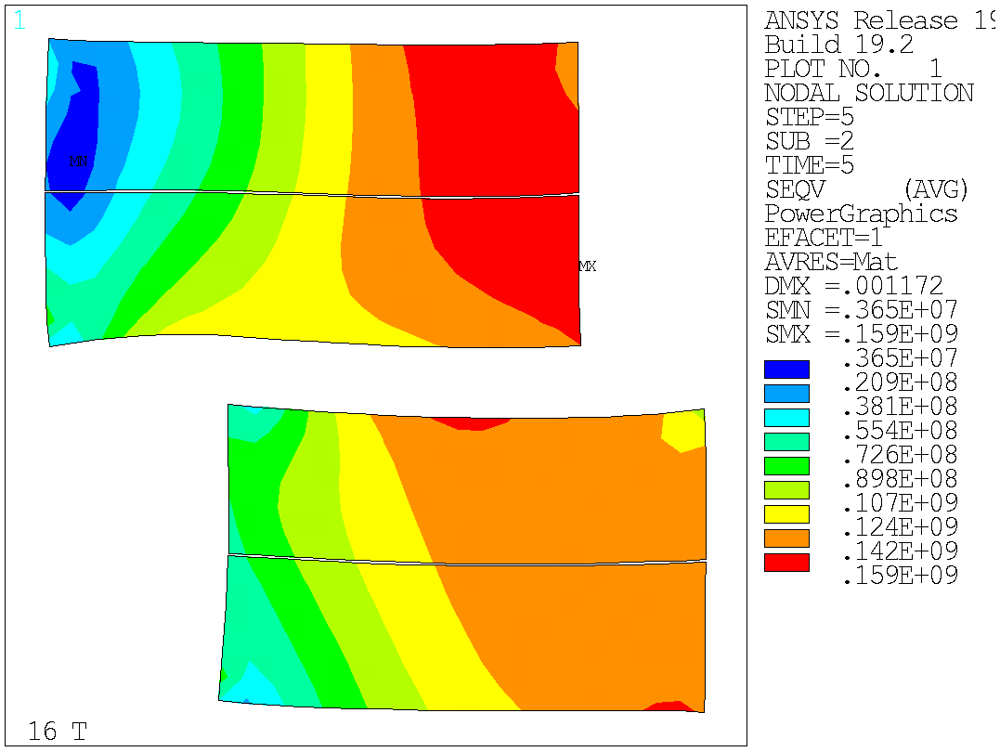 1
ANSYS Release 19
Build 19.2
PLOT NO. 1
NODAL SOLUTION
STEP=5
SUB =2
TIME=5
SEQV (AVG)
PowerGraphics
EFACET=1
AVRES=Mat
DMX =.001172
SMN =.365E+07
SMX =.159E+09
.365E+07
.209E+08
.381E+08
.554E+08
.726E+08
.898E+08
.107E+09
.124E+09
.142E+09
.159E+09
MN
MX
16 T